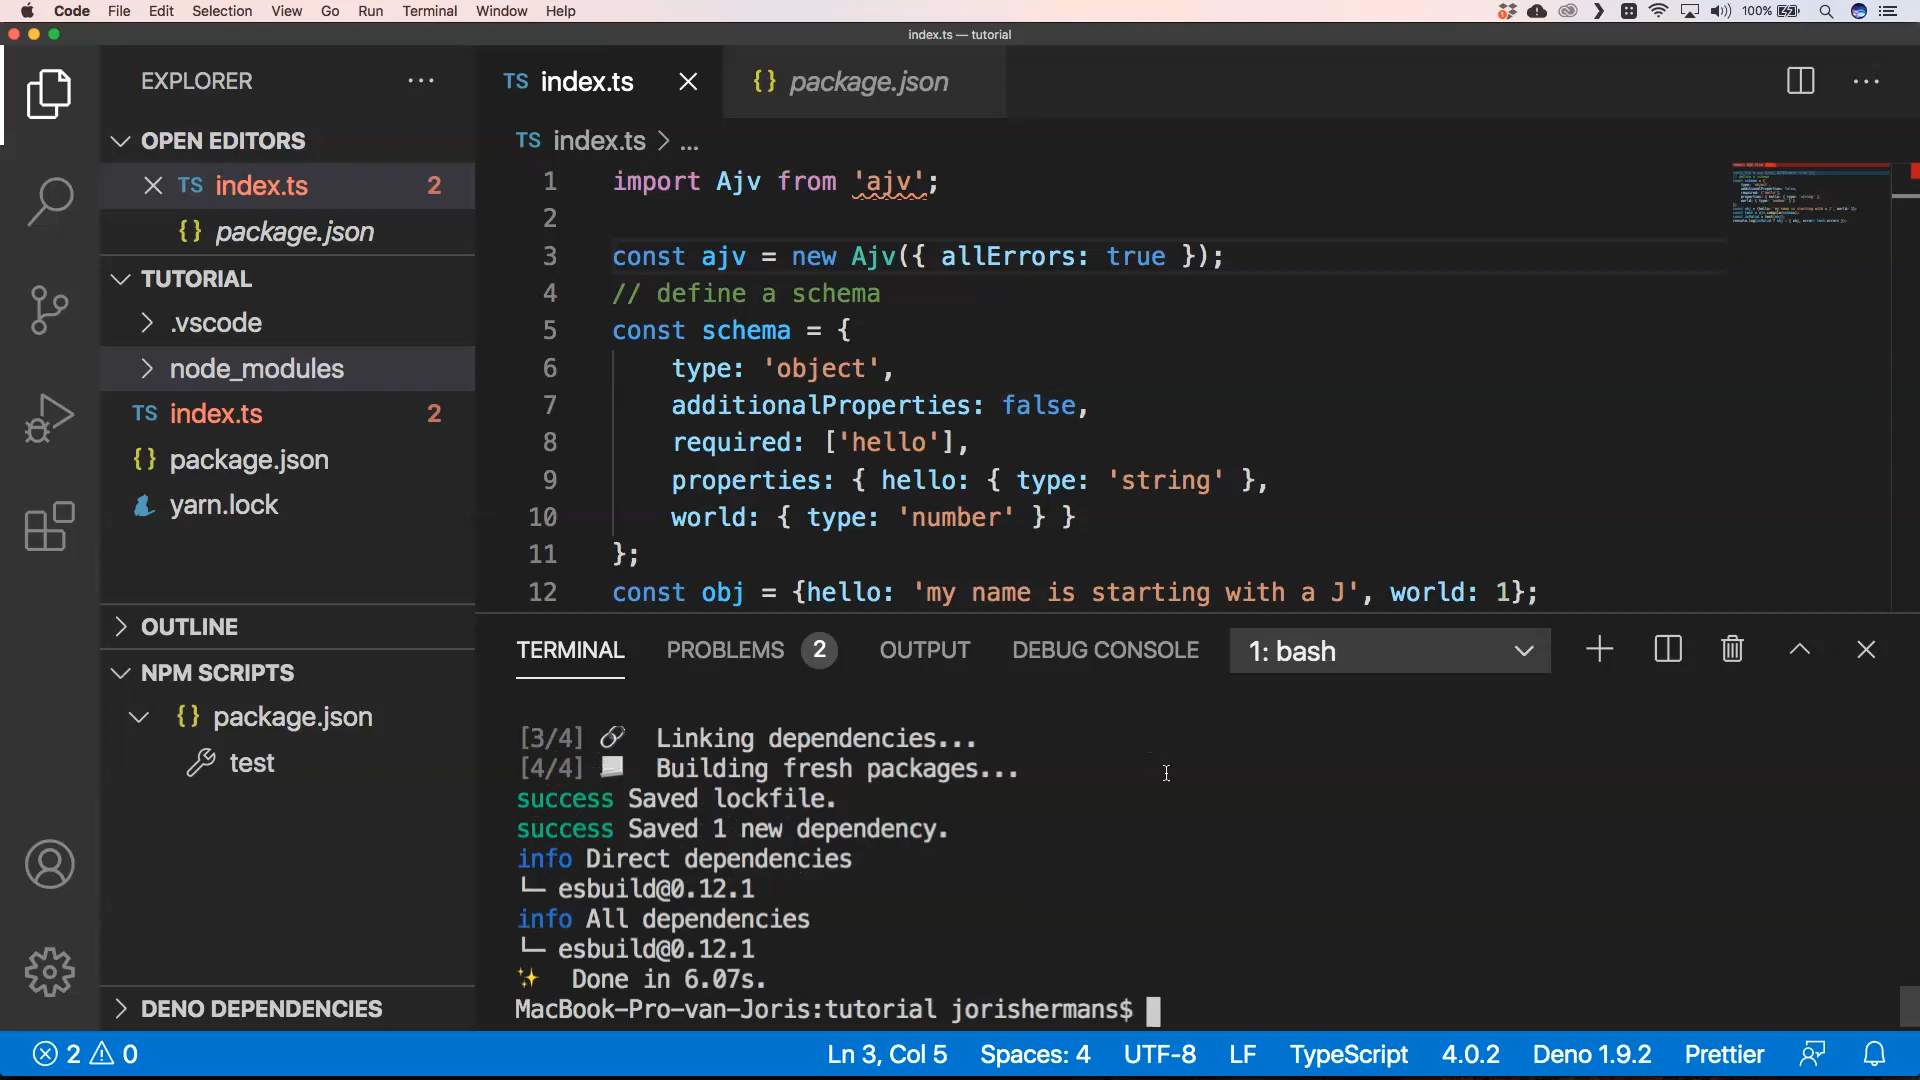 Code File Edit Selection View Go Run Terminal Window Help 100%
index.ts — tutorial
EXPLORER
OPEN EDITORS
TS index.ts 2
{} package.json
TUTORIAL
.vscode
node_modules
TS index.ts 2
{} package.json
yarn.lock
OUTLINE
NPM SCRIPTS
{} package.json
test
DENO DEPENDENCIES
TS index.ts {} package.json
TS index.ts > ...
1 import Ajv from 'ajv';
2
3 const ajv = new Ajv({ allErrors: true });
4 // define a schema
5 const schema = {
6 type: 'object',
7 additionalProperties: false,
8 required: ['hello'],
9 properties: { hello: { type: 'string' },
10 world: { type: 'number' } }
11 };
12 const obj = {hello: 'my name is starting with a J', world: 1};
TERMINAL PROBLEMS 2 OUTPUT DEBUG CONSOLE 1: bash
[3/4] 🔗 Linking dependencies...
[4/4] 📃 Building fresh packages...
success Saved lockfile.
success Saved 1 new dependency.
info Direct dependencies
└─ esbuild@0.12.1
info All dependencies
└─ esbuild@0.12.1
✨ Done in 6.07s.
MacBook-Pro-van-Joris:tutorial jorishermans$
2 0 Ln 3, Col 5 Spaces: 4 UTF-8 LF TypeScript 4.0.2 Deno 1.9.2 Prettier